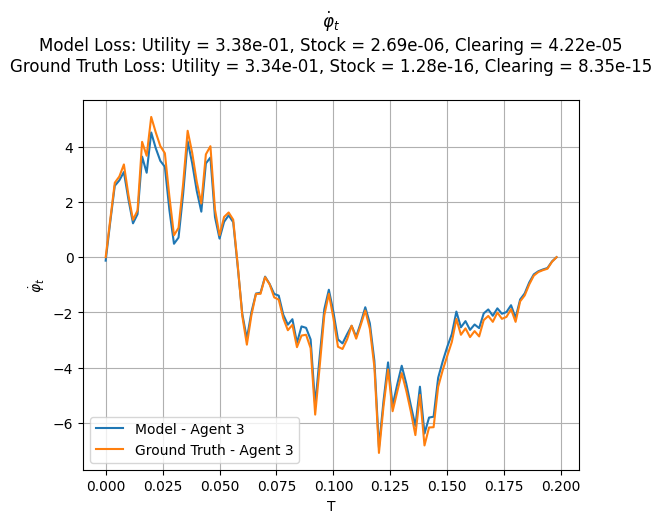 φ̇ₜ
Model Loss: Utility = 3.38e-01, Stock = 2.69e-06, Clearing = 4.22e-05
Ground Truth Loss: Utility = 3.34e-01, Stock = 1.28e-16, Clearing = 8.35e-15
4
2
0
−2
−4
−6
φ̇ₜ
Model - Agent 3
Ground Truth - Agent 3
0.000 0.025 0.050 0.075 0.100 0.125 0.150 0.175 0.200
T